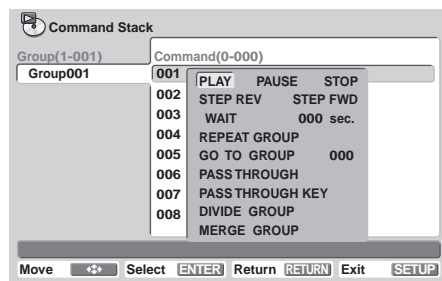 Command Stack
Group(1-001) Command(0-000)
Group001
001
002
003
004
005
006
007
008
PLAY PAUSE STOP
STEP REV STEP FWD
WAIT 000 sec.
REPEAT GROUP
GO TO GROUP 000
PASS THROUGH
PASS THROUGH KEY
DIVIDE GROUP
MERGE GROUP
Move Select ENTER Return RETURN Exit SETUP